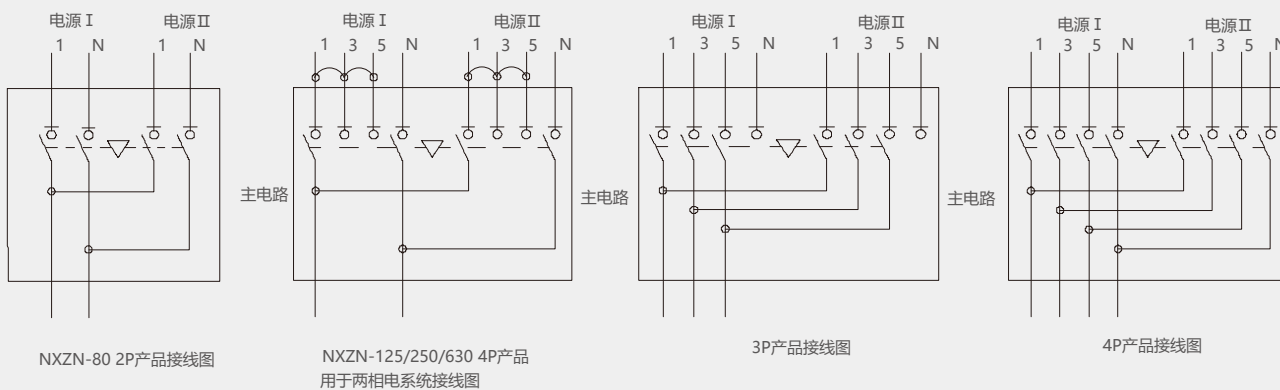 电源Ⅰ 电源Ⅱ
1 N 1 N
主电路
NXZN-80 2P产品接线图
电源Ⅰ 电源Ⅱ
1 3 5 N 1 3 5 N
主电路
NXZN-125/250/630 4P产品
用于两相电系统接线图
电源Ⅰ 电源Ⅱ
1 3 5 N 1 3 5 N
主电路
3P产品接线图
电源Ⅰ 电源Ⅱ
1 3 5 N 1 3 5 N
4P产品接线图